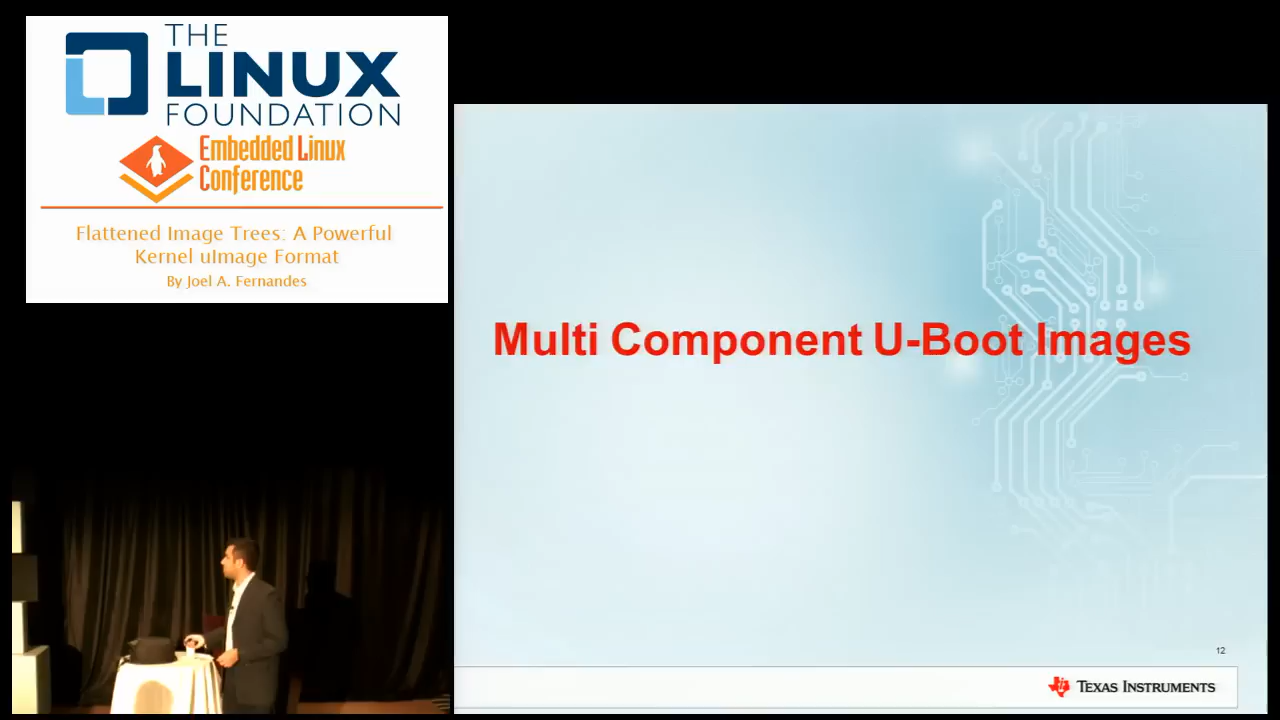 THE
LINUX
FOUNDATION
Embedded Linux
Conference
Flattened Image Trees: A Powerful
Kernel uImage Format
By Joel A. Fernandes
Multi Component U-Boot Images
12
TEXAS INSTRUMENTS